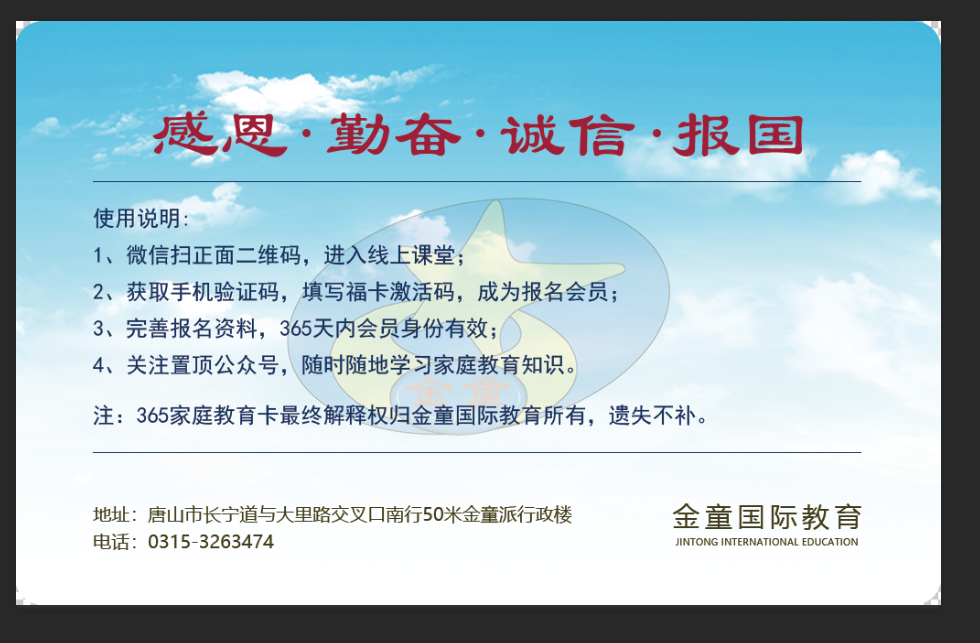 感恩·勤奋·诚信·报国
使用说明:
1、微信扫正面二维码，进入线上课堂；
2、获取手机验证码，填写福卡激活码，成为报名会员；
3、完善报名资料，365天内会员身份有效；
4、关注置顶公众号，随时随地学习家庭教育知识。
金童
注：365家庭教育卡最终解释权归金童国际教育所有，遗失不补。
地址：唐山市长宁道与大里路交叉口南行50米金童派行政楼
电话：0315-3263474
金童国际教育
JINTONG INTERNATIONAL EDUCATION